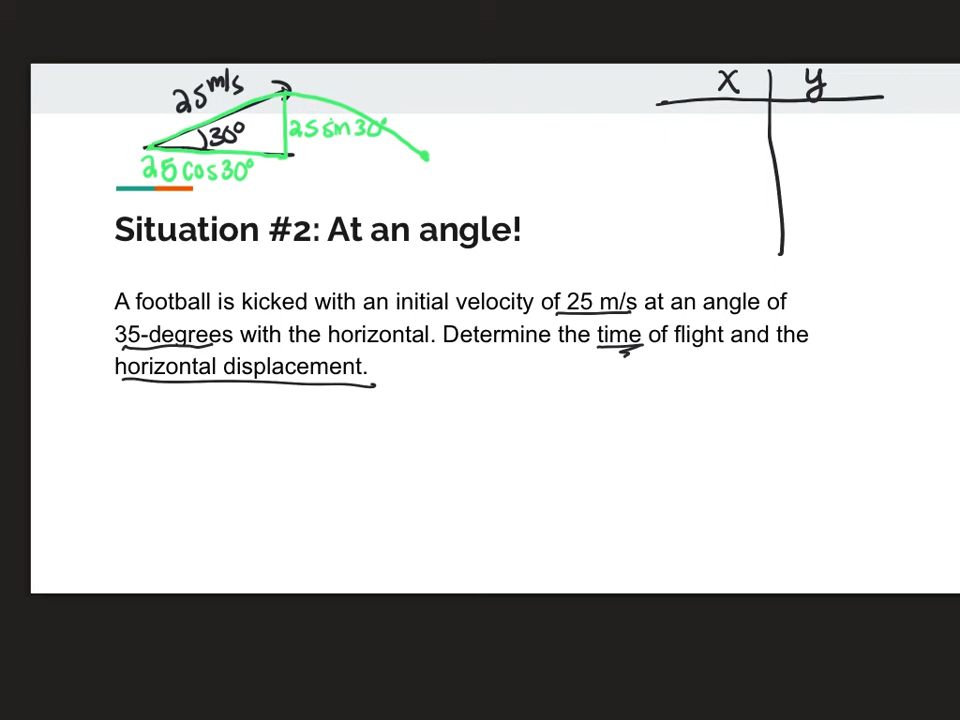 25 m/s
30°
25 sin 30°
25 cos 30°
x y
Situation #2: At an angle!
A football is kicked with an initial velocity of 25 m/s at an angle of
35-degrees with the horizontal. Determine the time of flight and the
horizontal displacement.